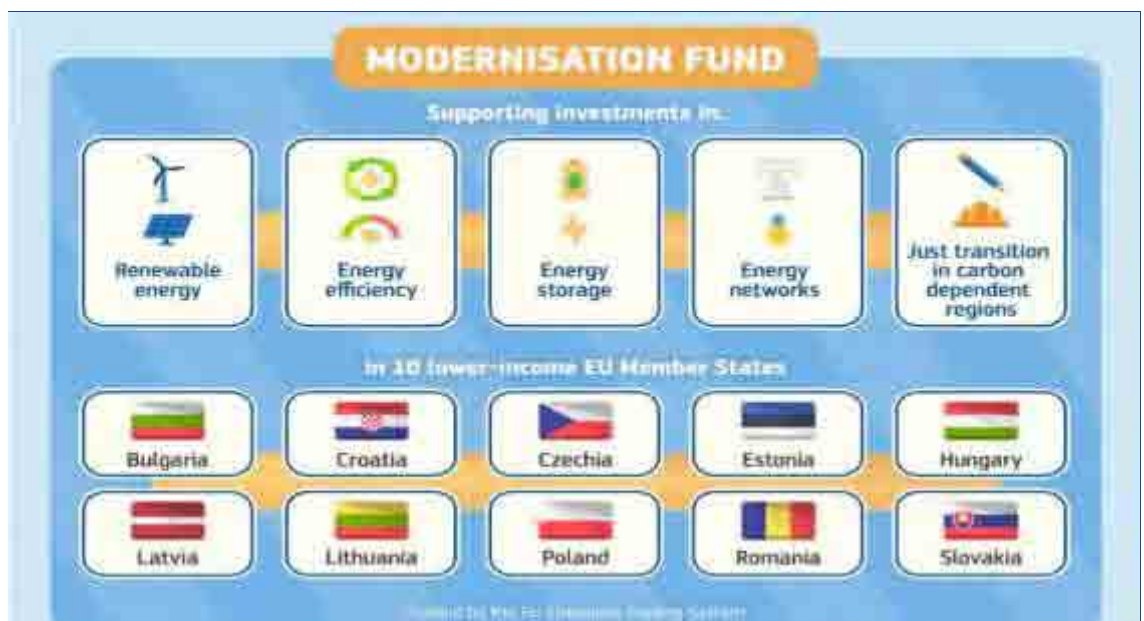 MODERNISATION FUND
Supporting investments in
Renewable
energy
Energy
efficiency
Energy
storage
Energy
networks
Just transition
in carbon
dependent
regions
in 10 lower-income EU Member States
Bulgaria
Croatia
Czechia
Estonia
Hungary
Latvia
Lithuania
Poland
Romania
Slovakia